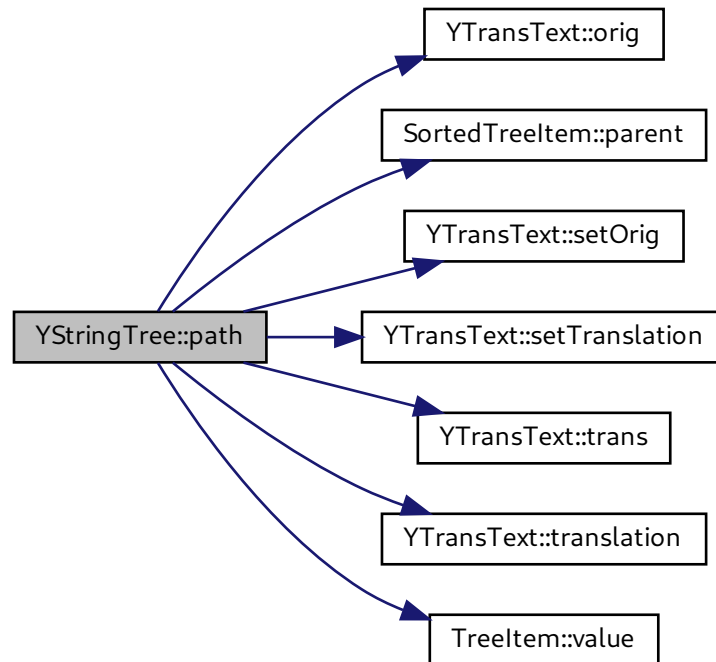 YTransText::orig
SortedTreeItem::parent
YTransText::setOrig
YStringTree::path
YTransText::setTranslation
YTransText::trans
YTransText::translation
TreeItem::value